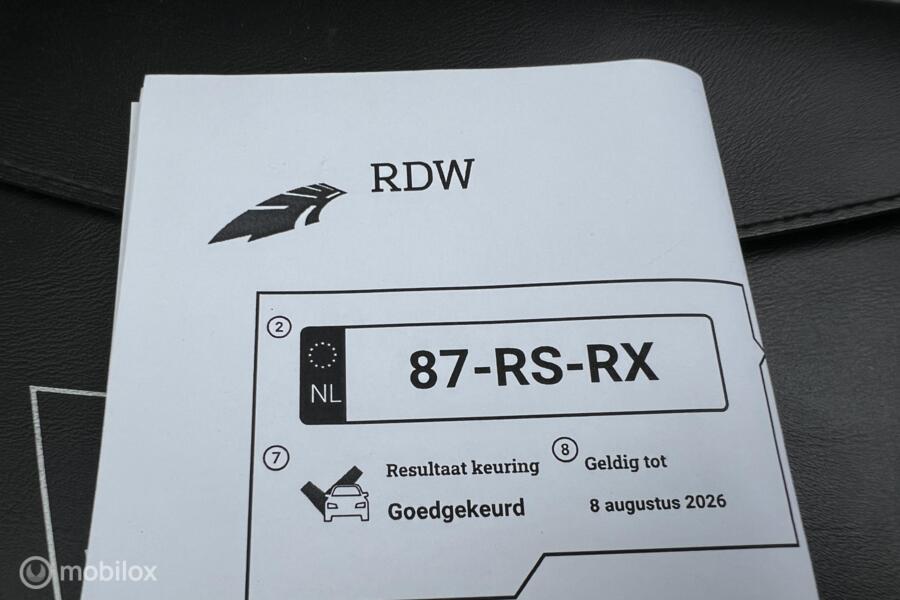 RDW
2
NL
87-RS-RX
7
Resultaat keuring
Goedgekeurd
8
Geldig tot
8 augustus 2026
mobilox